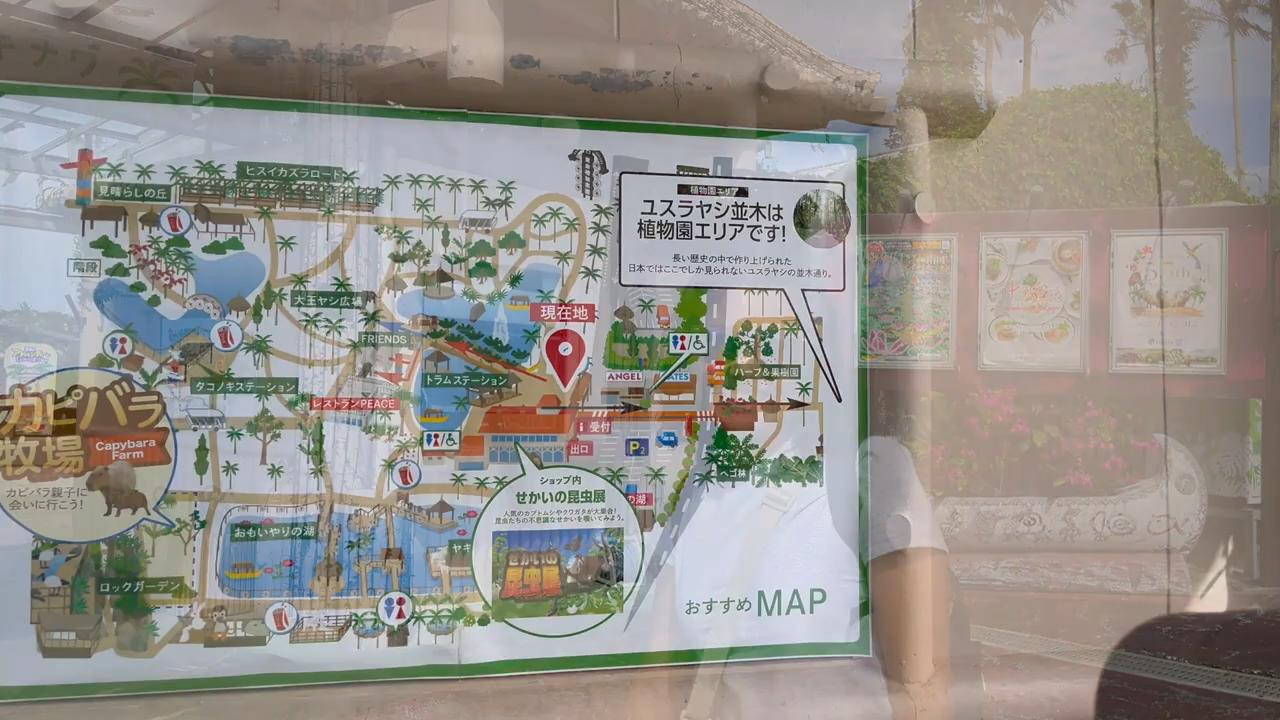 ヒスイカズラロード
見晴らしの丘
階段
大王ヤシ広場
FRIENDS
タコノキステーション
レストランPEACE
トラムステーション
現在地
植物園エリア
ユスラヤシ並木は
植物園エリアです!
長い歴史の中で作り上げられた
日本ではここでしか見られないユスラヤシの並木通り。
ANGEL
ハーブ&果樹園
i 受付
出口
P2
ヘゴ林
カピバラ
牧場
Capybara
Farm
カピバラ親子に
会いに行こう!
おもいやりの湖
ロックガーデン
ショップ内
せかいの昆虫展
人気のカブトムシやクワガタが大集合!
昆虫たちの不思議なせかいを覗いてみよう。
せかいの
昆虫展
おすすめMAP